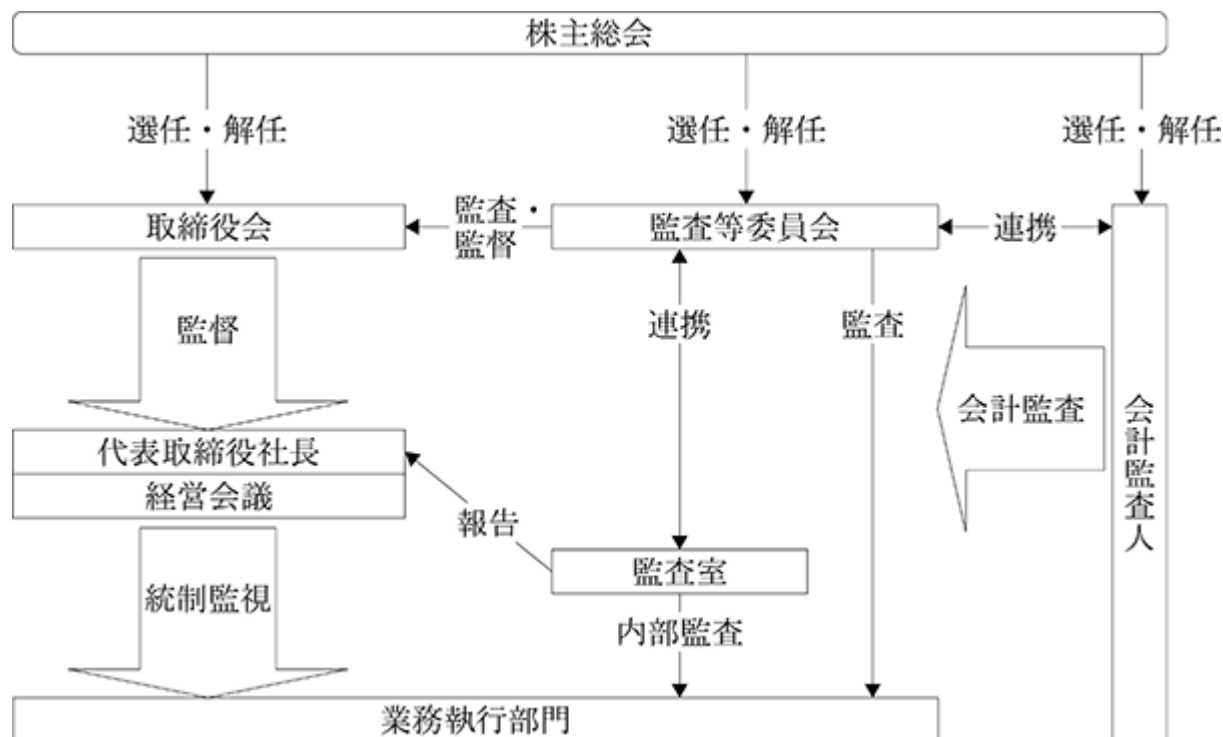 株主総会
選任・解任
選任・解任
選任・解任
取締役会
監査・
監督
監査等委員会
連携
監督
連携
監査
会計監査
会計監査人
代表取締役社長
経営会議
報告
監査室
統制監視
内部監査
業務執行部門